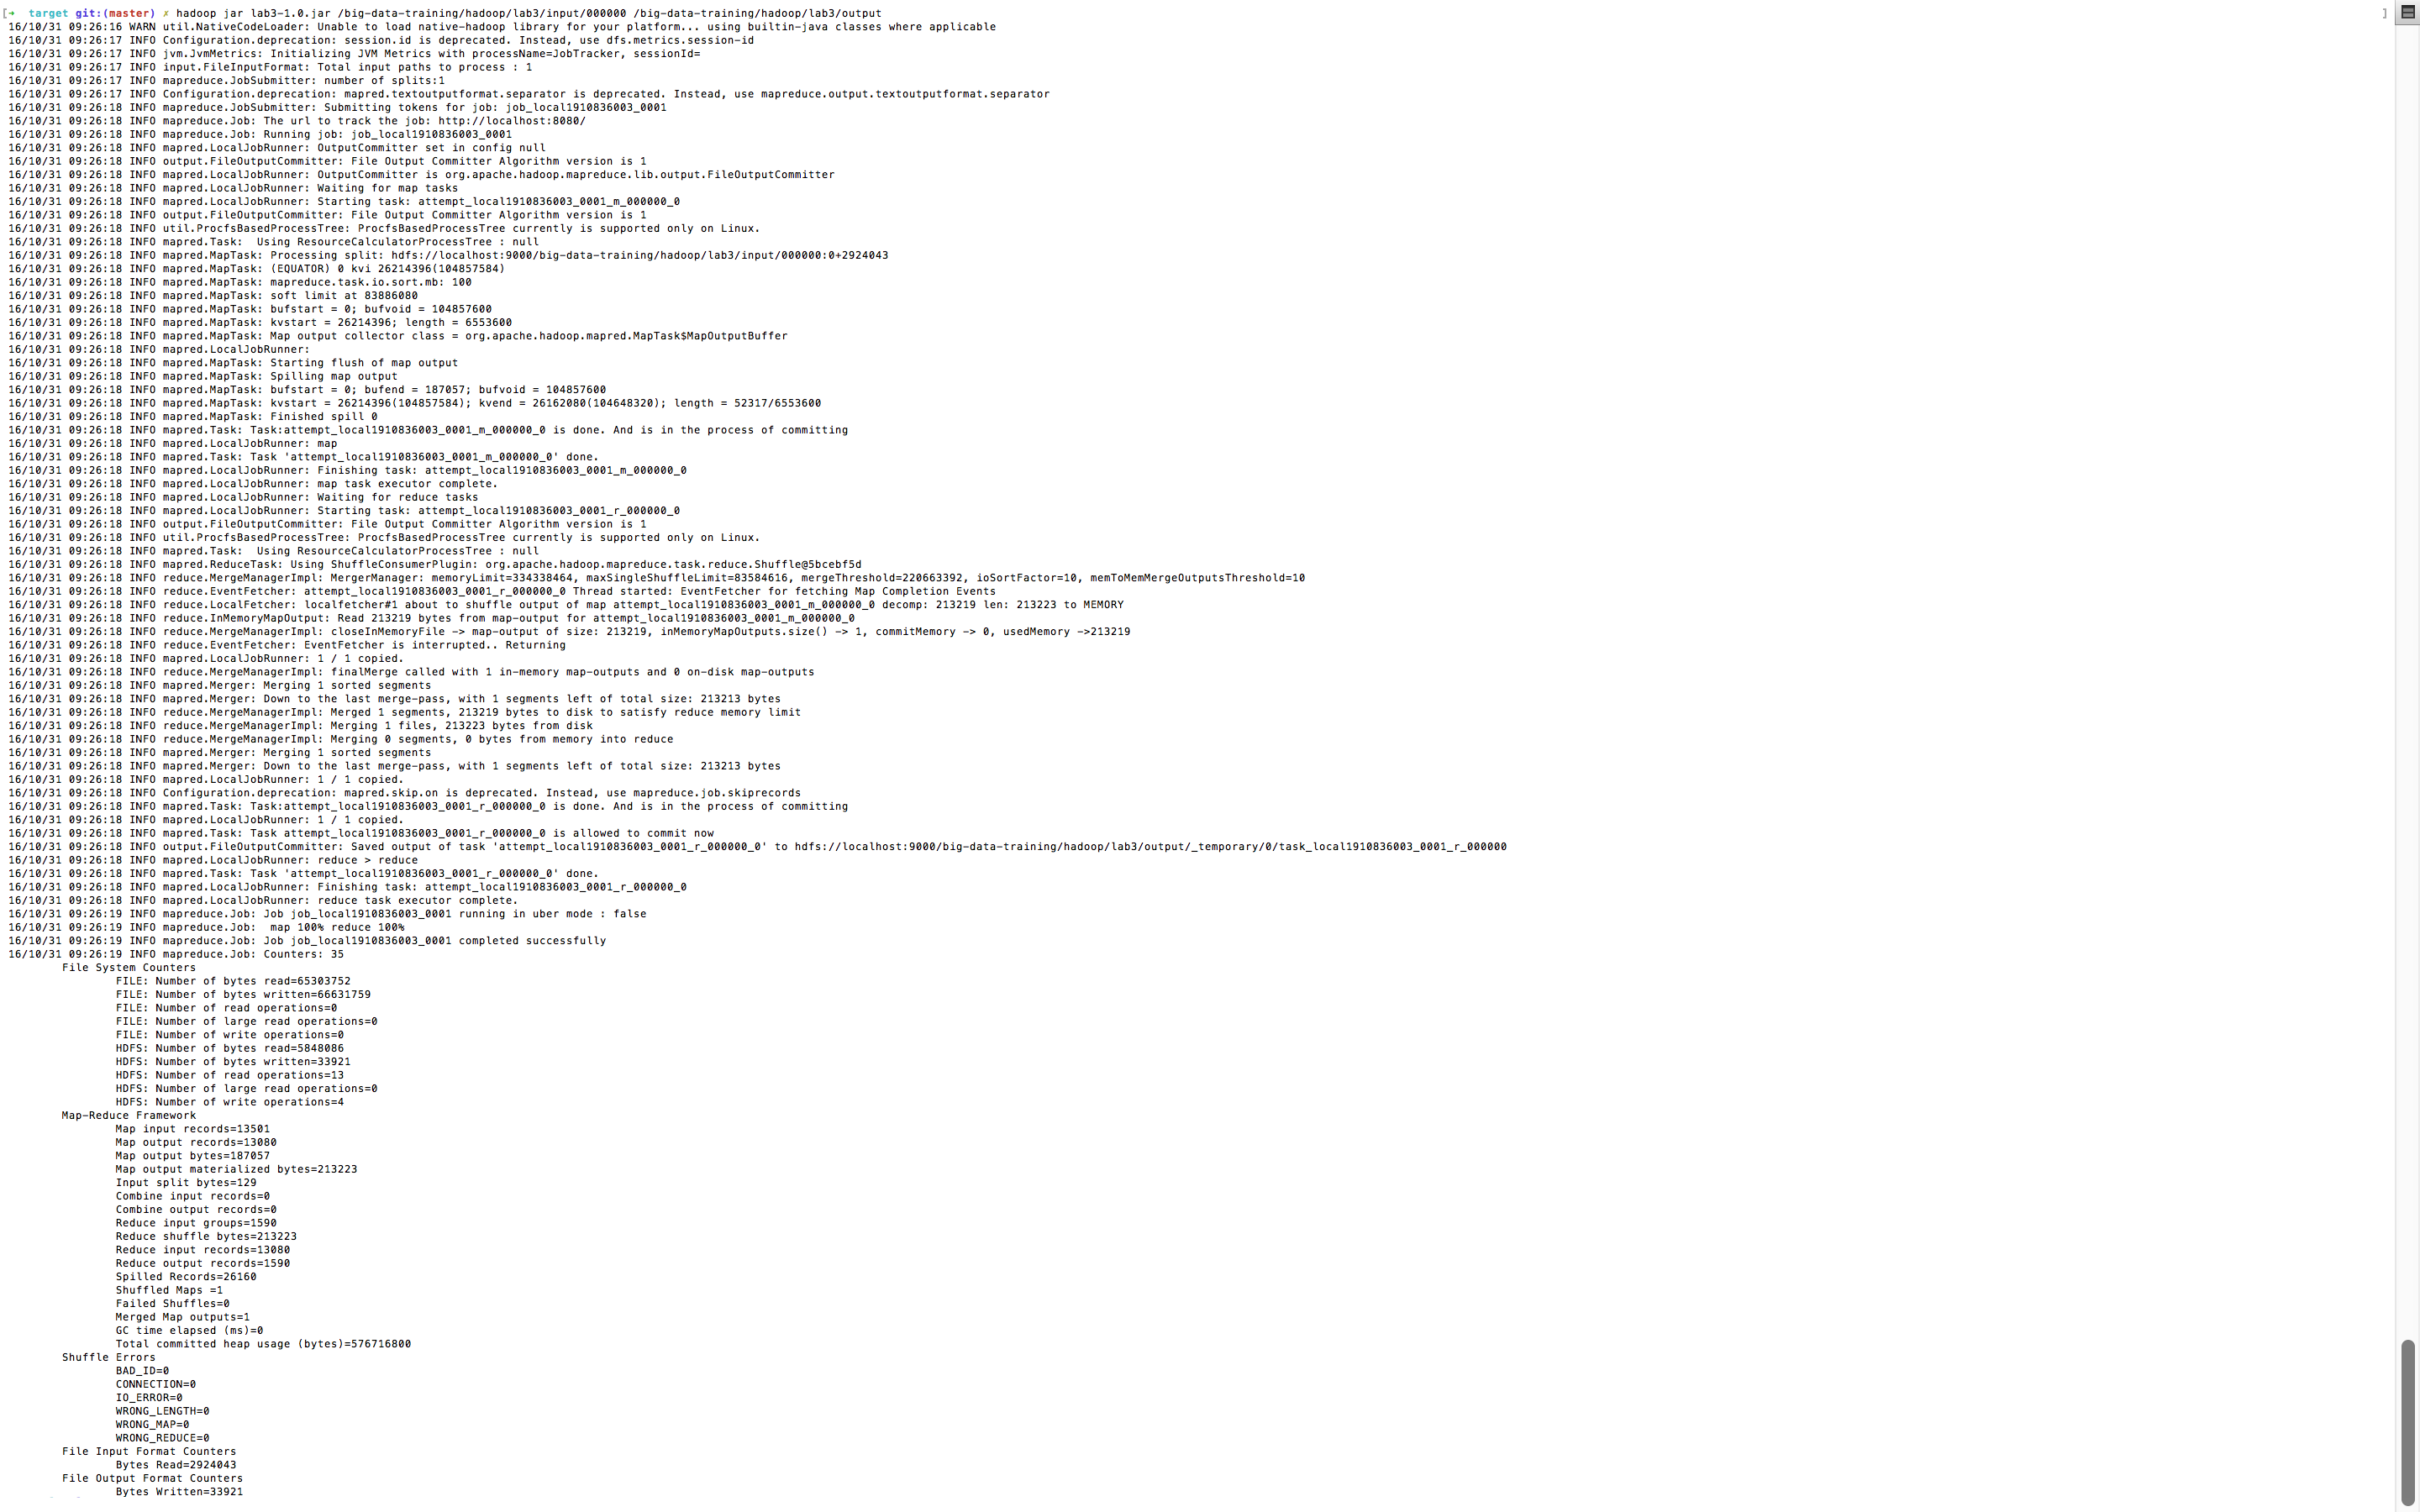 [➜  target git:(master) ✗ hadoop jar lab3-1.0.jar /big-data-training/hadoop/lab3/input/000000 /big-data-training/hadoop/lab3/output ]
16/10/31 09:26:16 WARN util.NativeCodeLoader: Unable to load native-hadoop library for your platform... using builtin-java classes where applicable
16/10/31 09:26:17 INFO Configuration.deprecation: session.id is deprecated. Instead, use dfs.metrics.session-id
16/10/31 09:26:17 INFO jvm.JvmMetrics: Initializing JVM Metrics with processName=JobTracker, sessionId=
16/10/31 09:26:17 INFO input.FileInputFormat: Total input paths to process : 1
16/10/31 09:26:17 INFO mapreduce.JobSubmitter: number of splits:1
16/10/31 09:26:17 INFO Configuration.deprecation: mapred.textoutputformat.separator is deprecated. Instead, use mapreduce.output.textoutputformat.separator
16/10/31 09:26:18 INFO mapreduce.JobSubmitter: Submitting tokens for job: job_local1910836003_0001
16/10/31 09:26:18 INFO mapreduce.Job: The url to track the job: http://localhost:8080/
16/10/31 09:26:18 INFO mapreduce.Job: Running job: job_local1910836003_0001
16/10/31 09:26:18 INFO mapred.LocalJobRunner: OutputCommitter set in config null
16/10/31 09:26:18 INFO output.FileOutputCommitter: File Output Committer Algorithm version is 1
16/10/31 09:26:18 INFO mapred.LocalJobRunner: OutputCommitter is org.apache.hadoop.mapreduce.lib.output.FileOutputCommitter
16/10/31 09:26:18 INFO mapred.LocalJobRunner: Waiting for map tasks
16/10/31 09:26:18 INFO mapred.LocalJobRunner: Starting task: attempt_local1910836003_0001_m_000000_0
16/10/31 09:26:18 INFO output.FileOutputCommitter: File Output Committer Algorithm version is 1
16/10/31 09:26:18 INFO util.ProcfsBasedProcessTree: ProcfsBasedProcessTree currently is supported only on Linux.
16/10/31 09:26:18 INFO mapred.Task:  Using ResourceCalculatorProcessTree : null
16/10/31 09:26:18 INFO mapred.MapTask: Processing split: hdfs://localhost:9000/big-data-training/hadoop/lab3/input/000000:0+2924043
16/10/31 09:26:18 INFO mapred.MapTask: (EQUATOR) 0 kvi 26214396(104857584)
16/10/31 09:26:18 INFO mapred.MapTask: mapreduce.task.io.sort.mb: 100
16/10/31 09:26:18 INFO mapred.MapTask: soft limit at 83886080
16/10/31 09:26:18 INFO mapred.MapTask: bufstart = 0; bufvoid = 104857600
16/10/31 09:26:18 INFO mapred.MapTask: kvstart = 26214396; length = 6553600
16/10/31 09:26:18 INFO mapred.MapTask: Map output collector class = org.apache.hadoop.mapred.MapTask$MapOutputBuffer
16/10/31 09:26:18 INFO mapred.LocalJobRunner:
16/10/31 09:26:18 INFO mapred.MapTask: Starting flush of map output
16/10/31 09:26:18 INFO mapred.MapTask: Spilling map output
16/10/31 09:26:18 INFO mapred.MapTask: bufstart = 0; bufend = 187057; bufvoid = 104857600
16/10/31 09:26:18 INFO mapred.MapTask: kvstart = 26214396(104857584); kvend = 26162080(104648320); length = 52317/6553600
16/10/31 09:26:18 INFO mapred.MapTask: Finished spill 0
16/10/31 09:26:18 INFO mapred.Task: Task:attempt_local1910836003_0001_m_000000_0 is done. And is in the process of committing
16/10/31 09:26:18 INFO mapred.LocalJobRunner: map
16/10/31 09:26:18 INFO mapred.Task: Task 'attempt_local1910836003_0001_m_000000_0' done.
16/10/31 09:26:18 INFO mapred.LocalJobRunner: Finishing task: attempt_local1910836003_0001_m_000000_0
16/10/31 09:26:18 INFO mapred.LocalJobRunner: map task executor complete.
16/10/31 09:26:18 INFO mapred.LocalJobRunner: Waiting for reduce tasks
16/10/31 09:26:18 INFO mapred.LocalJobRunner: Starting task: attempt_local1910836003_0001_r_000000_0
16/10/31 09:26:18 INFO output.FileOutputCommitter: File Output Committer Algorithm version is 1
16/10/31 09:26:18 INFO util.ProcfsBasedProcessTree: ProcfsBasedProcessTree currently is supported only on Linux.
16/10/31 09:26:18 INFO mapred.Task:  Using ResourceCalculatorProcessTree : null
16/10/31 09:26:18 INFO mapred.ReduceTask: Using ShuffleConsumerPlugin: org.apache.hadoop.mapreduce.task.reduce.Shuffle@5bcebf5d
16/10/31 09:26:18 INFO reduce.MergeManagerImpl: MergerManager: memoryLimit=334338464, maxSingleShuffleLimit=83584616, mergeThreshold=220663392, ioSortFactor=10, memToMemMergeOutputsThreshold=10
16/10/31 09:26:18 INFO reduce.EventFetcher: attempt_local1910836003_0001_r_000000_0 Thread started: EventFetcher for fetching Map Completion Events
16/10/31 09:26:18 INFO reduce.LocalFetcher: localfetcher#1 about to shuffle output of map attempt_local1910836003_0001_m_000000_0 decomp: 213219 len: 213223 to MEMORY
16/10/31 09:26:18 INFO reduce.InMemoryMapOutput: Read 213219 bytes from map-output for attempt_local1910836003_0001_m_000000_0
16/10/31 09:26:18 INFO reduce.MergeManagerImpl: closeInMemoryFile -> map-output of size: 213219, inMemoryMapOutputs.size() -> 1, commitMemory -> 0, usedMemory ->213219
16/10/31 09:26:18 INFO reduce.EventFetcher: EventFetcher is interrupted.. Returning
16/10/31 09:26:18 INFO mapred.LocalJobRunner: 1 / 1 copied.
16/10/31 09:26:18 INFO reduce.MergeManagerImpl: finalMerge called with 1 in-memory map-outputs and 0 on-disk map-outputs
16/10/31 09:26:18 INFO mapred.Merger: Merging 1 sorted segments
16/10/31 09:26:18 INFO mapred.Merger: Down to the last merge-pass, with 1 segments left of total size: 213213 bytes
16/10/31 09:26:18 INFO reduce.MergeManagerImpl: Merged 1 segments, 213219 bytes to disk to satisfy reduce memory limit
16/10/31 09:26:18 INFO reduce.MergeManagerImpl: Merging 1 files, 213223 bytes from disk
16/10/31 09:26:18 INFO reduce.MergeManagerImpl: Merging 0 segments, 0 bytes from memory into reduce
16/10/31 09:26:18 INFO mapred.Merger: Merging 1 sorted segments
16/10/31 09:26:18 INFO mapred.Merger: Down to the last merge-pass, with 1 segments left of total size: 213213 bytes
16/10/31 09:26:18 INFO mapred.LocalJobRunner: 1 / 1 copied.
16/10/31 09:26:18 INFO Configuration.deprecation: mapred.skip.on is deprecated. Instead, use mapreduce.job.skiprecords
16/10/31 09:26:18 INFO mapred.Task: Task:attempt_local1910836003_0001_r_000000_0 is done. And is in the process of committing
16/10/31 09:26:18 INFO mapred.LocalJobRunner: 1 / 1 copied.
16/10/31 09:26:18 INFO mapred.Task: Task attempt_local1910836003_0001_r_000000_0 is allowed to commit now
16/10/31 09:26:18 INFO output.FileOutputCommitter: Saved output of task 'attempt_local1910836003_0001_r_000000_0' to hdfs://localhost:9000/big-data-training/hadoop/lab3/output/_temporary/0/task_local1910836003_0001_r_000000
16/10/31 09:26:18 INFO mapred.LocalJobRunner: reduce > reduce
16/10/31 09:26:18 INFO mapred.Task: Task 'attempt_local1910836003_0001_r_000000_0' done.
16/10/31 09:26:18 INFO mapred.LocalJobRunner: Finishing task: attempt_local1910836003_0001_r_000000_0
16/10/31 09:26:18 INFO mapred.LocalJobRunner: reduce task executor complete.
16/10/31 09:26:19 INFO mapreduce.Job: Job job_local1910836003_0001 running in uber mode : false
16/10/31 09:26:19 INFO mapreduce.Job:  map 100% reduce 100%
16/10/31 09:26:19 INFO mapreduce.Job: Job job_local1910836003_0001 completed successfully
16/10/31 09:26:19 INFO mapreduce.Job: Counters: 35
File System Counters
FILE: Number of bytes read=65303752
FILE: Number of bytes written=66631759
FILE: Number of read operations=0
FILE: Number of large read operations=0
FILE: Number of write operations=0
HDFS: Number of bytes read=5848086
HDFS: Number of bytes written=33921
HDFS: Number of read operations=13
HDFS: Number of large read operations=0
HDFS: Number of write operations=4
Map-Reduce Framework
Map input records=13501
Map output records=13080
Map output bytes=187057
Map output materialized bytes=213223
Input split bytes=129
Combine input records=0
Combine output records=0
Reduce input groups=1590
Reduce shuffle bytes=213223
Reduce input records=13080
Reduce output records=1590
Spilled Records=26160
Shuffled Maps =1
Failed Shuffles=0
Merged Map outputs=1
GC time elapsed (ms)=0
Total committed heap usage (bytes)=576716800
Shuffle Errors
BAD_ID=0
CONNECTION=0
IO_ERROR=0
WRONG_LENGTH=0
WRONG_MAP=0
WRONG_REDUCE=0
File Input Format Counters
Bytes Read=2924043
File Output Format Counters
Bytes Written=33921